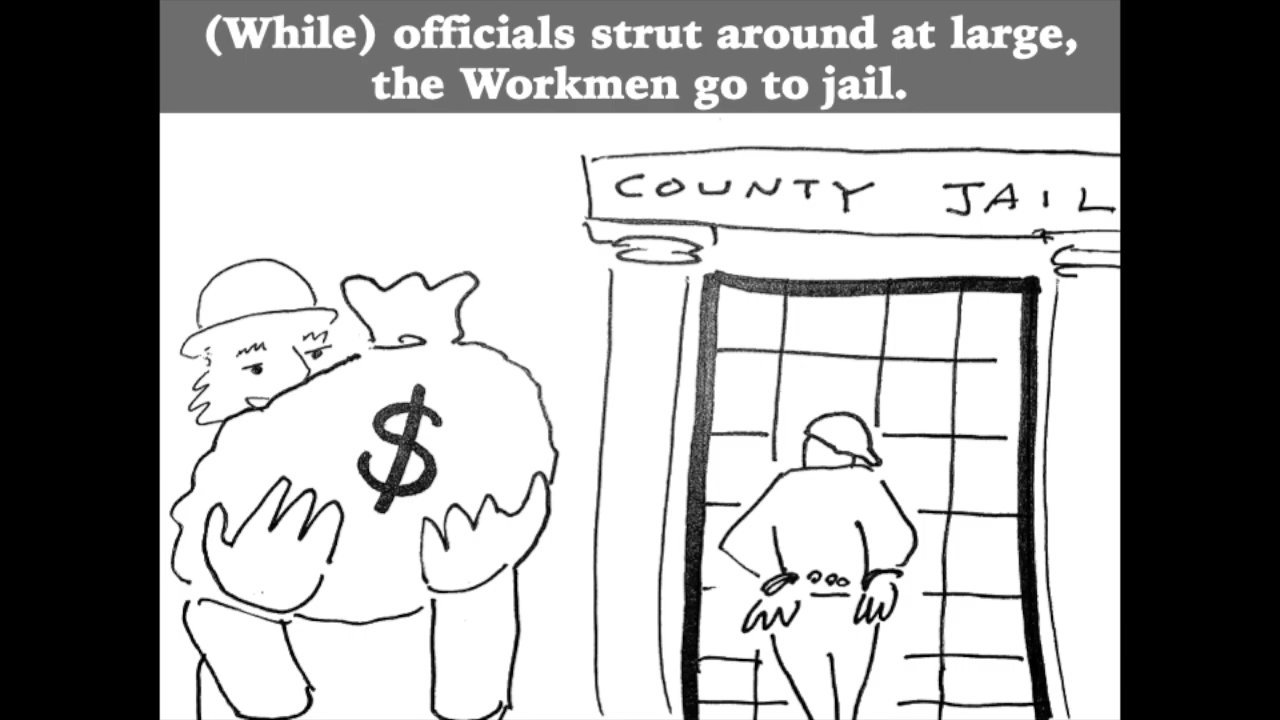 (While) officials strut around at large,
the Workmen go to jail.
COUNTY JAIL
$